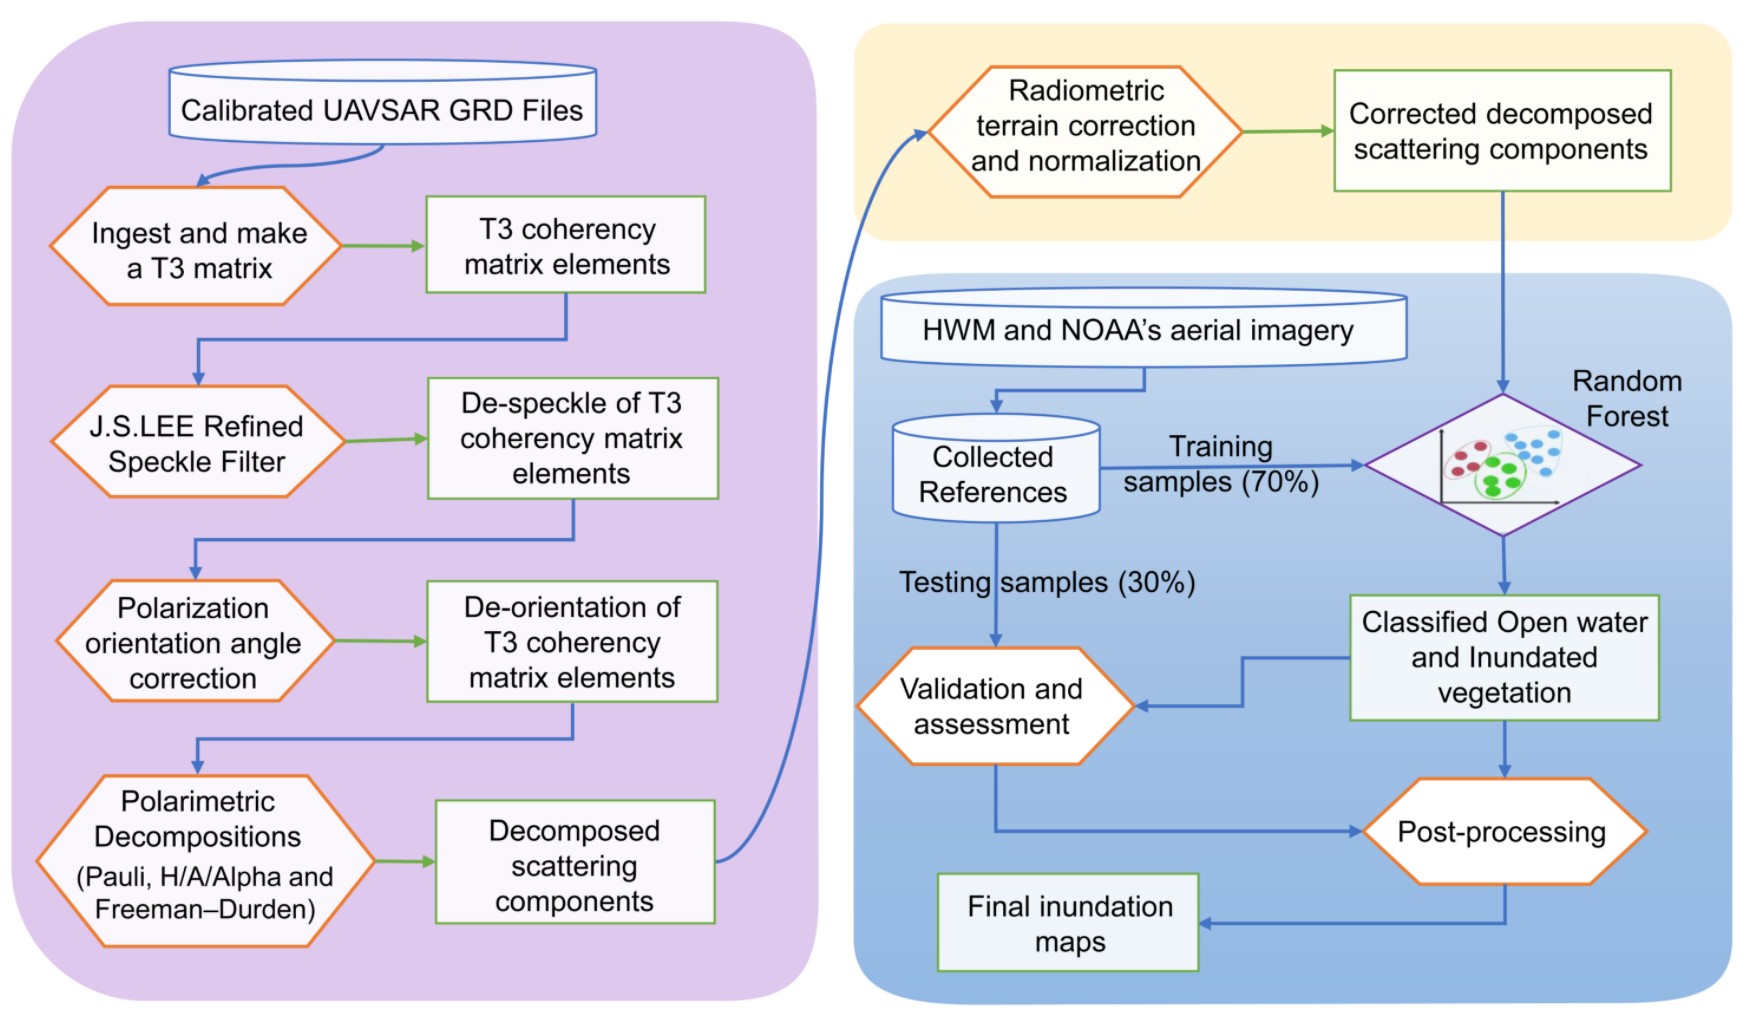 Calibrated UAVSAR GRD Files
Ingest and make
a T3 matrix
T3 coherency
matrix elements
J.S.LEE Refined
Speckle Filter
De-speckle of T3
coherency matrix
elements
Polarization
orientation angle
correction
De-orientation of
T3 coherency
matrix elements
Polarimetric
Decompositions
(Pauli, H/A/Alpha and
Freeman–Durden)
Decomposed
scattering
components
Radiometric
terrain correction
and normalization
Corrected decomposed
scattering components
HWM and NOAA's aerial imagery
Collected
References
Training
samples (70%)
Random
Forest
Testing samples (30%)
Classified Open water
and Inundated
vegetation
Validation and
assessment
Post-processing
Final inundation
maps